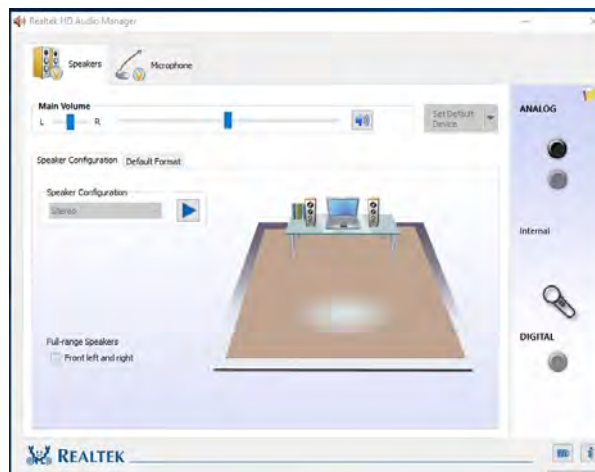 Realtek HD Audio Manager
Speakers
Microphone
Main Volume
L
R
Set Default
Device
ANALOG
Speaker Configuration
Default Format
Speaker Configuration
Stereo
Internal
Full-range Speakers
Front left and right
DIGITAL
REALTEK